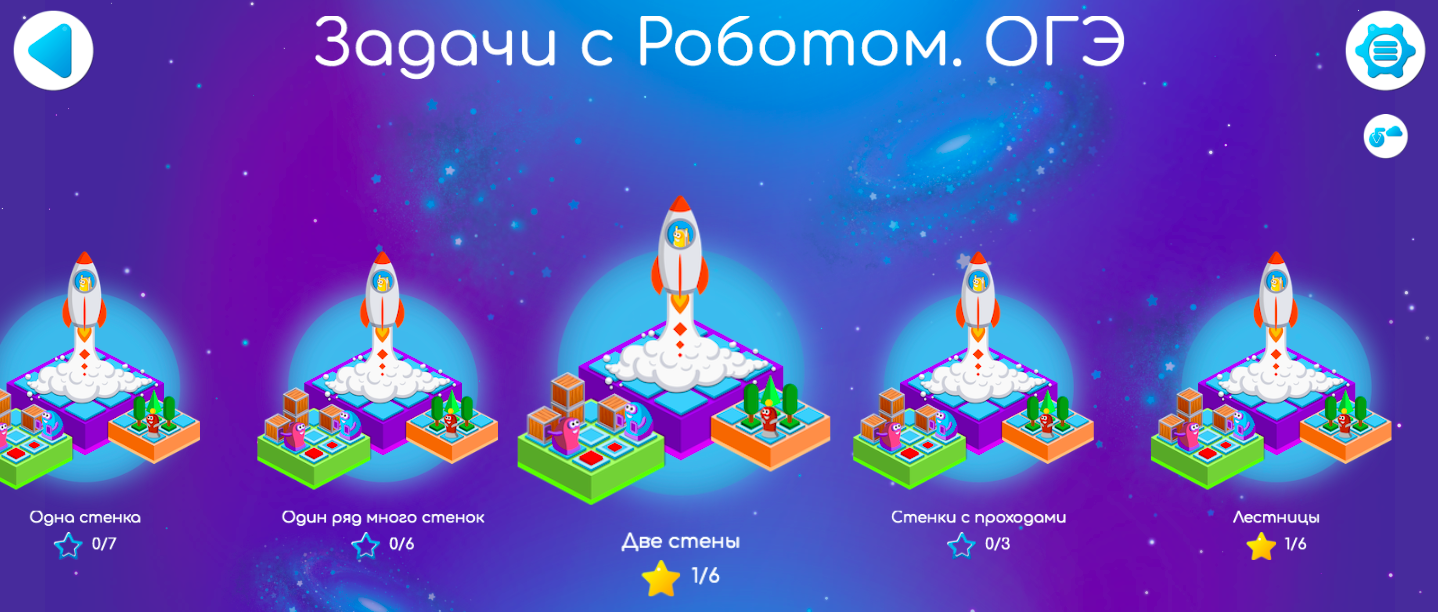 Задачи с Роботом. ОГЭ
Одна стенка
0/7
Один ряд много стенок
0/6
Две стены
1/6
Стенки с проходами
0/3
Лестницы
1/6